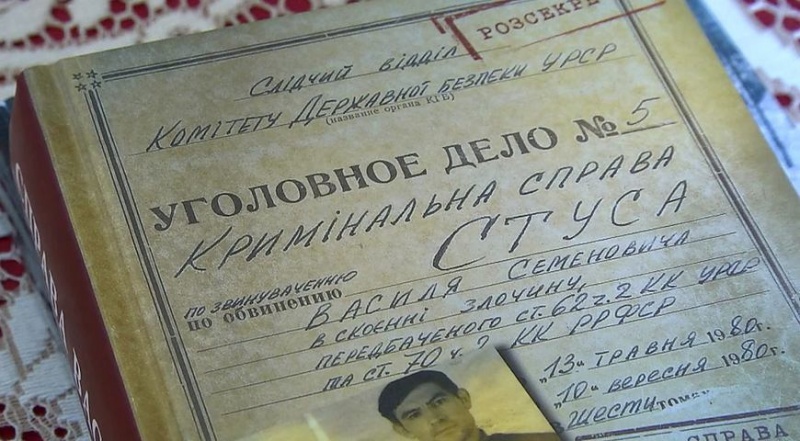 РОЗСЕКРЕ
Слідчий відділ
Комітету Державної безпеки УРСР
(название органа КГБ)
УГОЛОВНОЕ ДЕЛО № 5
Кримінальна справа
СТУСА
по звинуваченню
по обвинению
Василя Семеновича
в скоєнні злочину,
передбаченого ст. 62 ч. 2 КК УРСР
та ст. 70 ч. 2 КК РРФСР
„13“ травня 1980 г.
„10“ вересня 1980 г.
в шести томах
СПРАВА
СПРАВА ВАС